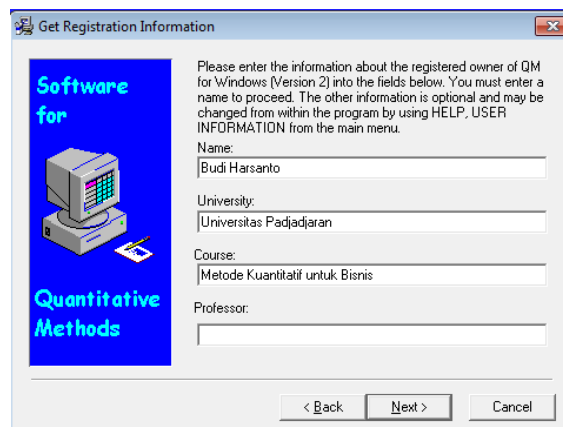 Get Registration Information
Software
for
Quantitative
Methods
Please enter the information about the registered owner of QM
for Windows (Version 2) into the fields below. You must enter a
name to proceed. The other information is optional and may be
changed from within the program by using HELP, USER
INFORMATION from the main menu.
Name:
Budi Harsanto
University:
Universitas Padjadjaran
Course:
Metode Kuantitatif untuk Bisnis
Professor:
< Back Next > Cancel